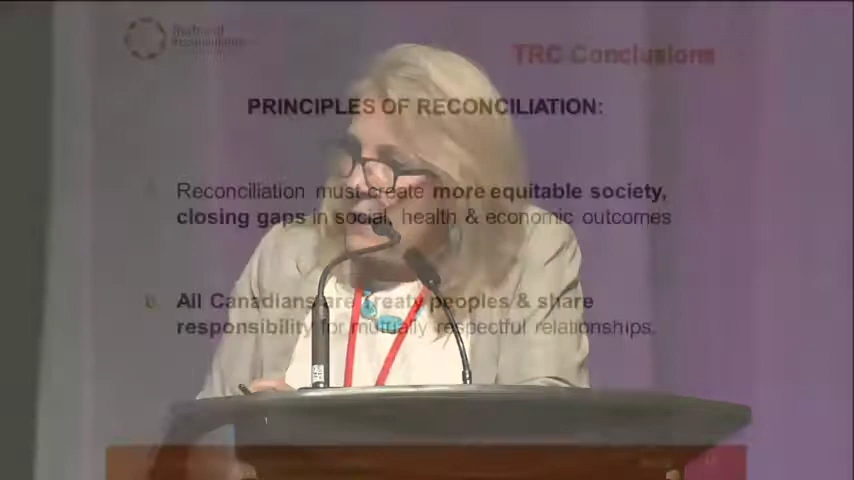 TRC Conclusions
PRINCIPLES OF RECONCILIATION:
Reconciliation must create more equitable society,
closing gaps in social, health & economic outcomes
6. All Canadians are treaty peoples & share
responsibility for mutually respectful relationships.